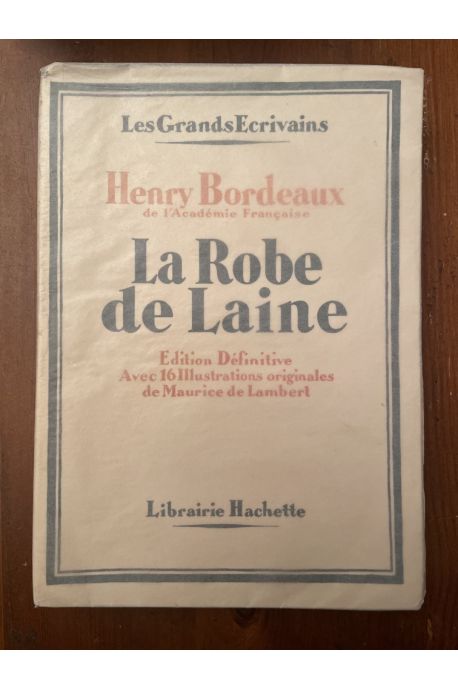 Les Grands Ecrivains
Henry Bordeaux
de l'Académie Française
La Robe
de Laine
Edition Définitive
Avec 16 Illustrations originales
de Maurice de Lambert
Librairie Hachette